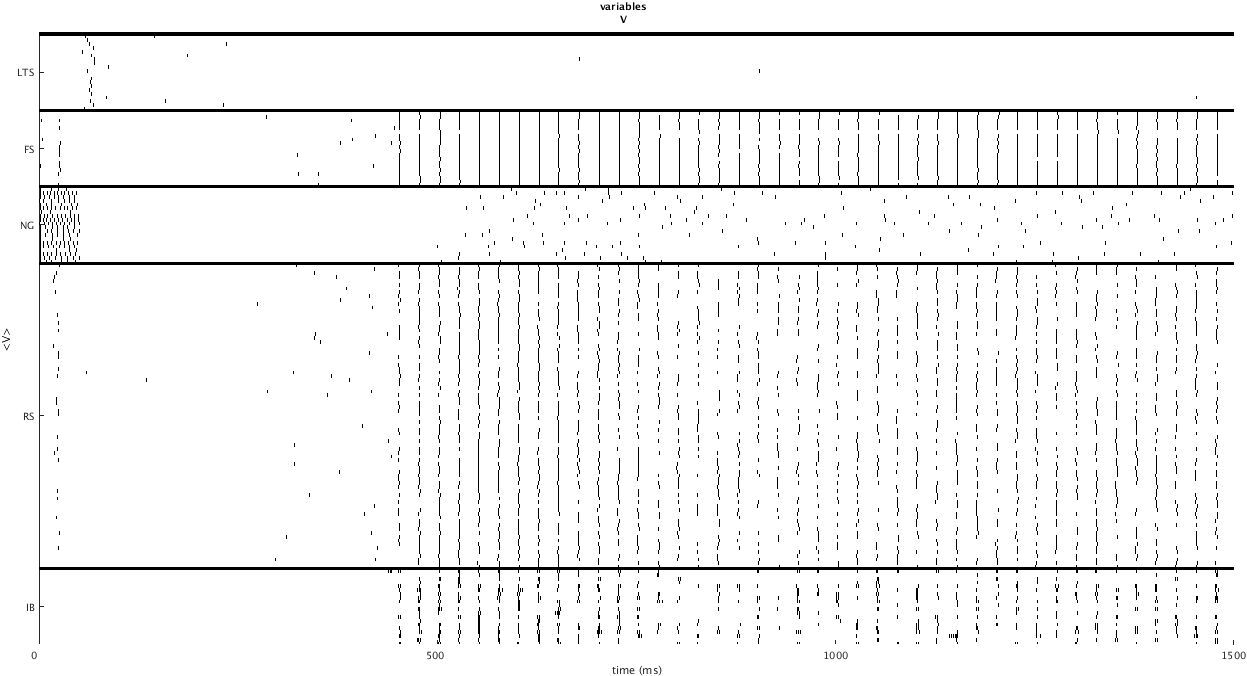 variables
V
LTS
FS
NG
<V>
RS
IB
0 500 1000 1500
time (ms)